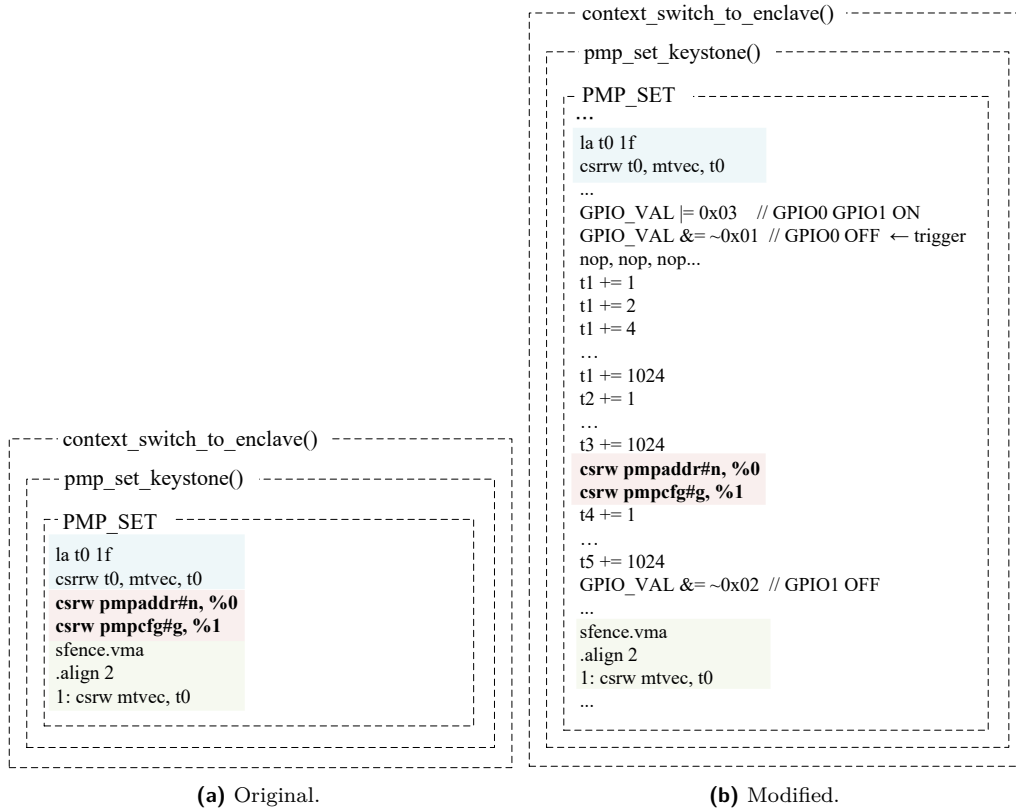 context_switch_to_enclave()
pmp_set_keystone()
PMP_SET
la t0 1f
csrrw t0, mtvec, t0
csrw pmpaddr#n, %0
csrw pmpcfg#g, %1
sfence.vma
.align 2
1: csrw mtvec, t0
(a) Original.
context_switch_to_enclave()
pmp_set_keystone()
PMP_SET
...
la t0 1f
csrrw t0, mtvec, t0
...
GPIO_VAL |= 0x03 // GPIO0 GPIO1 ON
GPIO_VAL &= ~0x01 // GPIO0 OFF ← trigger
nop, nop, nop...
t1 += 1
t1 += 2
t1 += 4
…
t1 += 1024
t2 += 1
…
t3 += 1024
csrw pmpaddr#n, %0
csrw pmpcfg#g, %1
t4 += 1
…
t5 += 1024
GPIO_VAL &= ~0x02 // GPIO1 OFF
...
sfence.vma
.align 2
1: csrw mtvec, t0
...
(b) Modified.